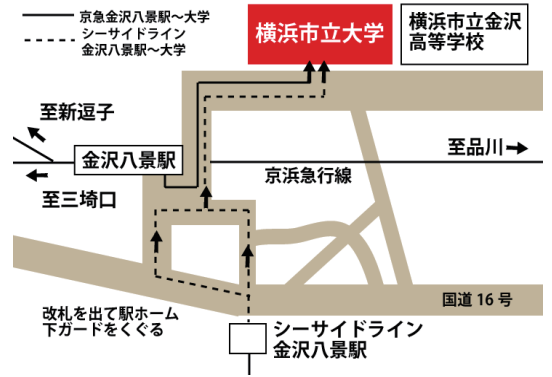 京急金沢八景駅～大学
シーサイドライン
金沢八景駅～大学
横浜市立大学
横浜市立金沢
高等学校
至新逗子
金沢八景駅
至品川
京浜急行線
至三埼口
国道16号
改札を出て駅ホーム
下ガードをくぐる
シーサイドライン
金沢八景駅